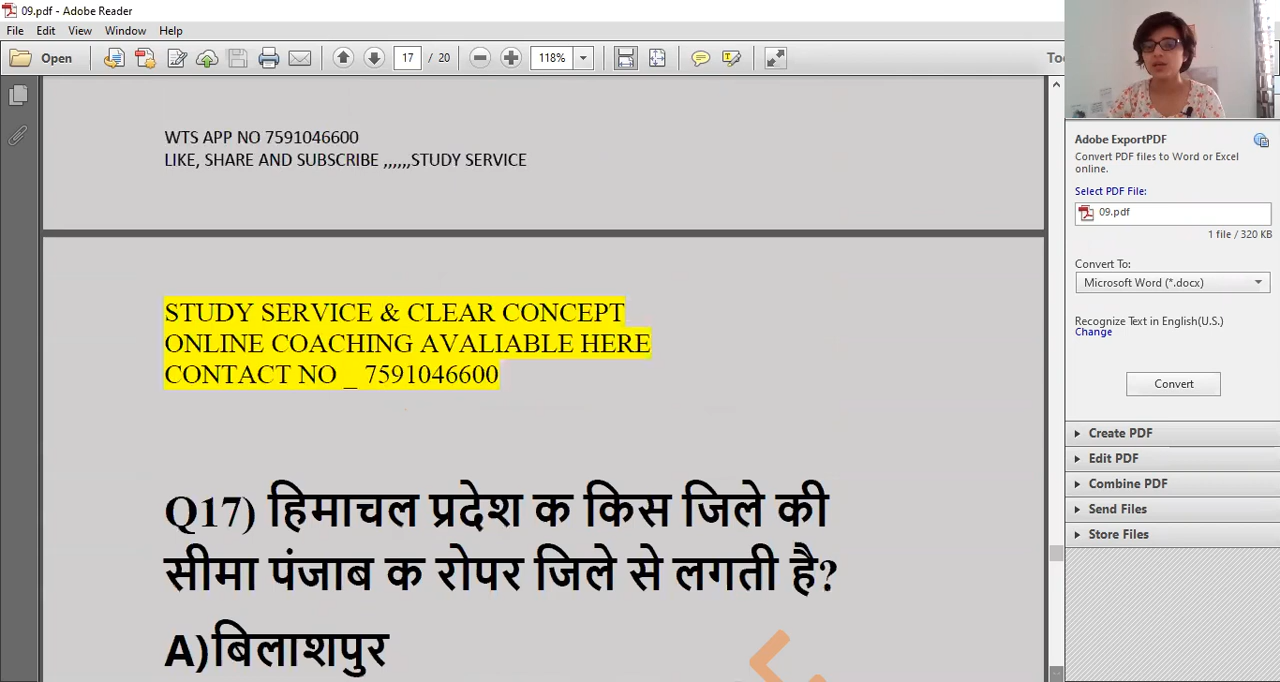 09.pdf - Adobe Reader
File Edit View Window Help
Open 17 / 20 118%
WTS APP NO 7591046600
LIKE, SHARE AND SUBSCRIBE ,,,,,,STUDY SERVICE
STUDY SERVICE & CLEAR CONCEPT
ONLINE COACHING AVALIABLE HERE
CONTACT NO _ 7591046600
Q17) हिमाचल प्रदेश क किस जिले की
सीमा पंजाब क रोपर जिले से लगती है?
A)बिलाशपुर
Adobe ExportPDF
Convert PDF files to Word or Excel
online.
Select PDF File:
09.pdf
1 file / 320 KB
Convert To:
Microsoft Word (*.docx)
Recognize Text in English(U.S.)
Change
Convert
Create PDF
Edit PDF
Combine PDF
Send Files
Store Files